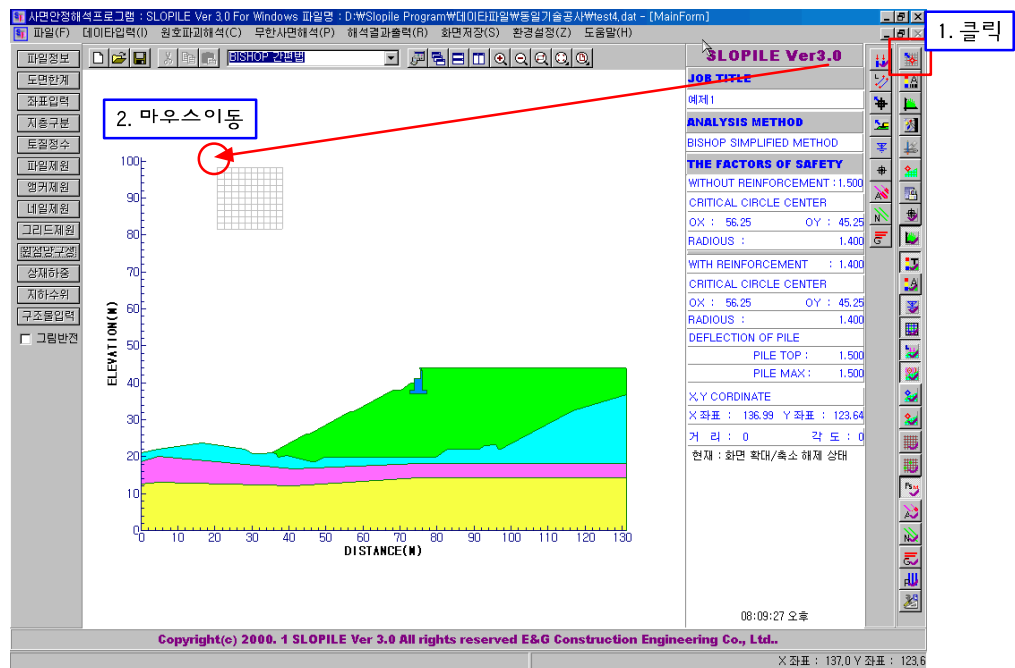 사면안정해석프로그램 : SLOPILE Ver 3.0 For Windows 파일명 : D:₩Slopile Program₩데이타파일₩동일기술공사₩test4.dat - [MainForm]
파일(F) 데이타입력(I) 원호파괴해석(C) 무한사면해석(P) 해석결과출력(R) 화면저장(S) 환경설정(Z) 도움말(H)
1. 클릭
BISHOP 간편법
파일정보
도면한계
좌표입력
지층구분
토질정수
파일제원
앵커제원
네일제원
그리드제원
상재하중
지하수위
구조물입력
그림반전
2. 마우스이동
100
90
80
70
60
50
40
30
20
10
0
ELEVATION(M)
0 10 20 30 40 50 60 70 80 90 100 110 120 130
DISTANCE(M)
SLOPILE Ver3.0
JOB TITLE
예제1
ANALYSIS METHOD
BISHOP SIMPLIFIED METHOD
THE FACTORS OF SAFETY
WITHOUT REINFORCEMENT : 1.500
CRITICAL CIRCLE CENTER
OX : 56.25 OY : 45.25
RADIOUS : 1.400
WITH REINFORCEMENT : 1.400
CRITICAL CIRCLE CENTER
OX : 56.25 OY : 45.25
RADIOUS : 1.400
DEFLECTION OF PILE
PILE TOP : 1.500
PILE MAX : 1.500
X,Y CORDINATE
X 좌표 : 136.99 Y 좌표 : 123.64
거 리 : 0 각 도 : 0
현재 : 화면 확대/축소 해제 상태
08:09:27 오후
Copyright(c) 2000. 1 SLOPILE Ver 3.0 All rights reserved E&G Construction Engineering Co., Ltd..
X 좌표 : 137.0 Y 좌표 : 123.6